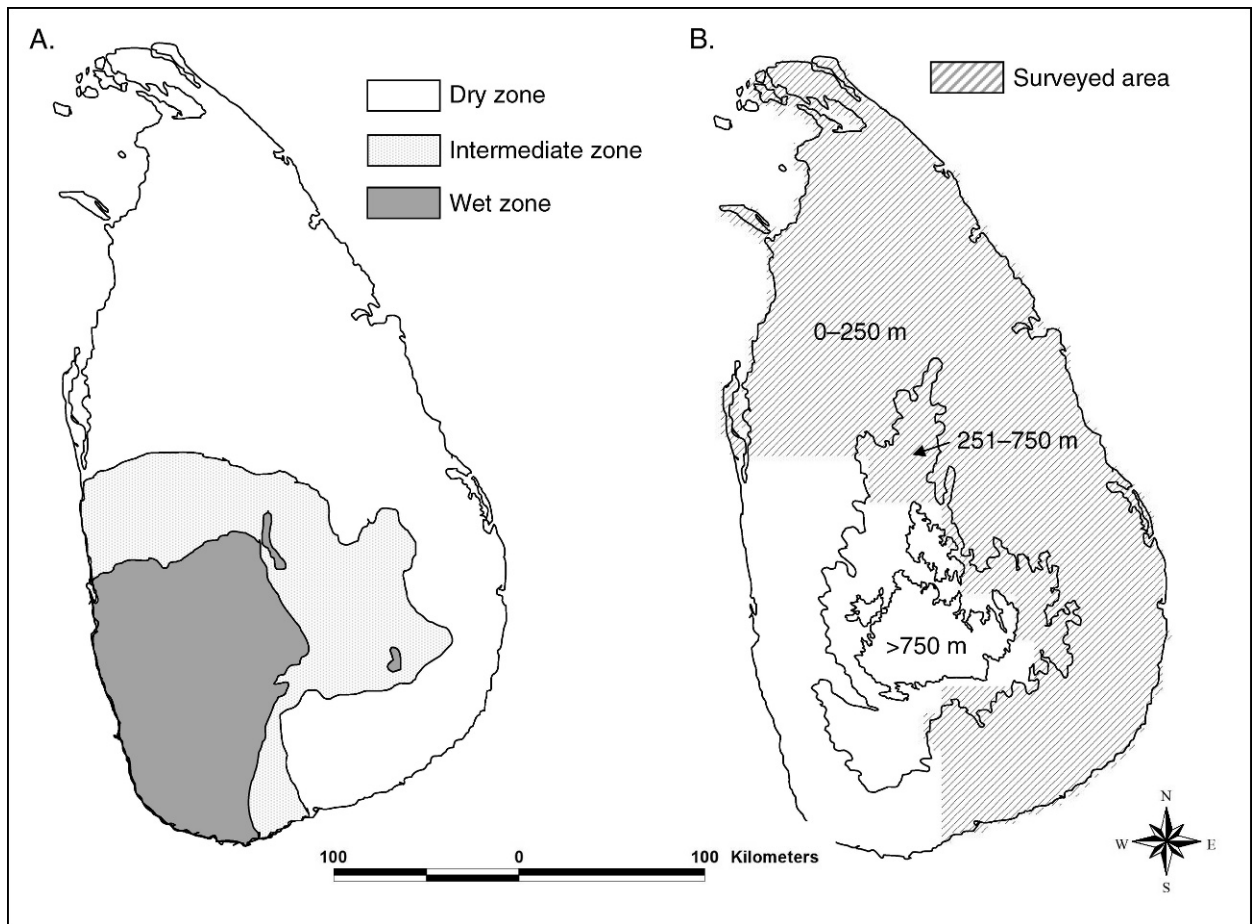 A.
Dry zone
Intermediate zone
Wet zone
B.
Surveyed area
0–250 m
251–750 m
>750 m
100 0 100 Kilometers
N
W E
S